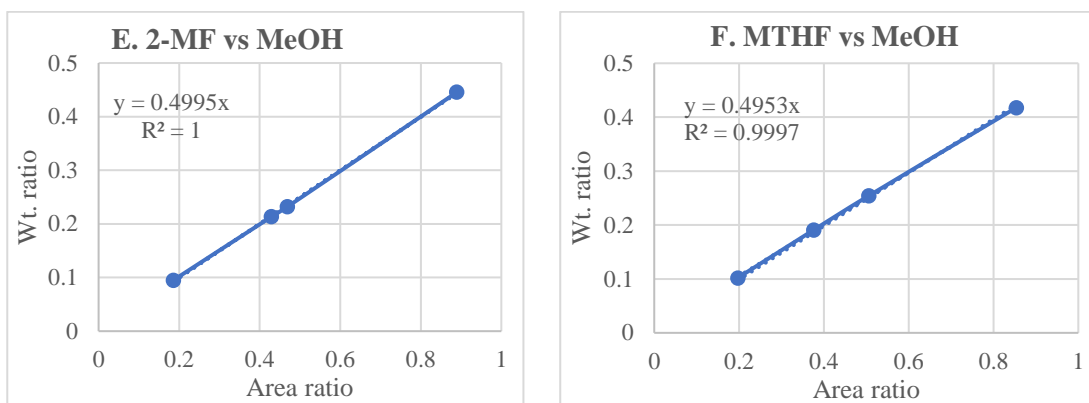 E. 2-MF vs MeOH
0.5
0.4
0.3
0.2
0.1
0
Wt. ratio
y = 0.4995x
R² = 1
0
0.2
0.4
0.6
0.8
1
Area ratio
F. MTHF vs MeOH
0.5
0.4
0.3
0.2
0.1
0
Wt. ratio
y = 0.4953x
R² = 0.9997
0
0.2
0.4
0.6
0.8
1
Area ratio